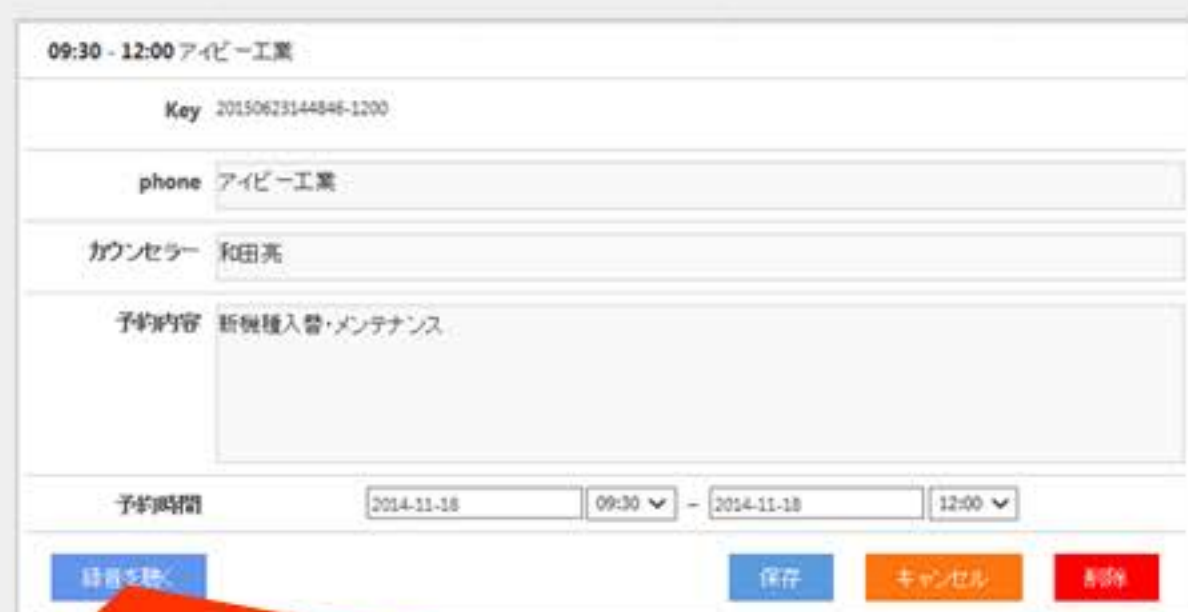 09:30 - 12:00 アイビー工業
Key 20150623144846-1200
phone アイビー工業
カウンセラー 和田亮
予約内容 新機種入替・メンテナンス
予約時間 2014-11-18 09:30 – 2014-11-18 12:00
録音を聴く 保存 キャンセル 削除